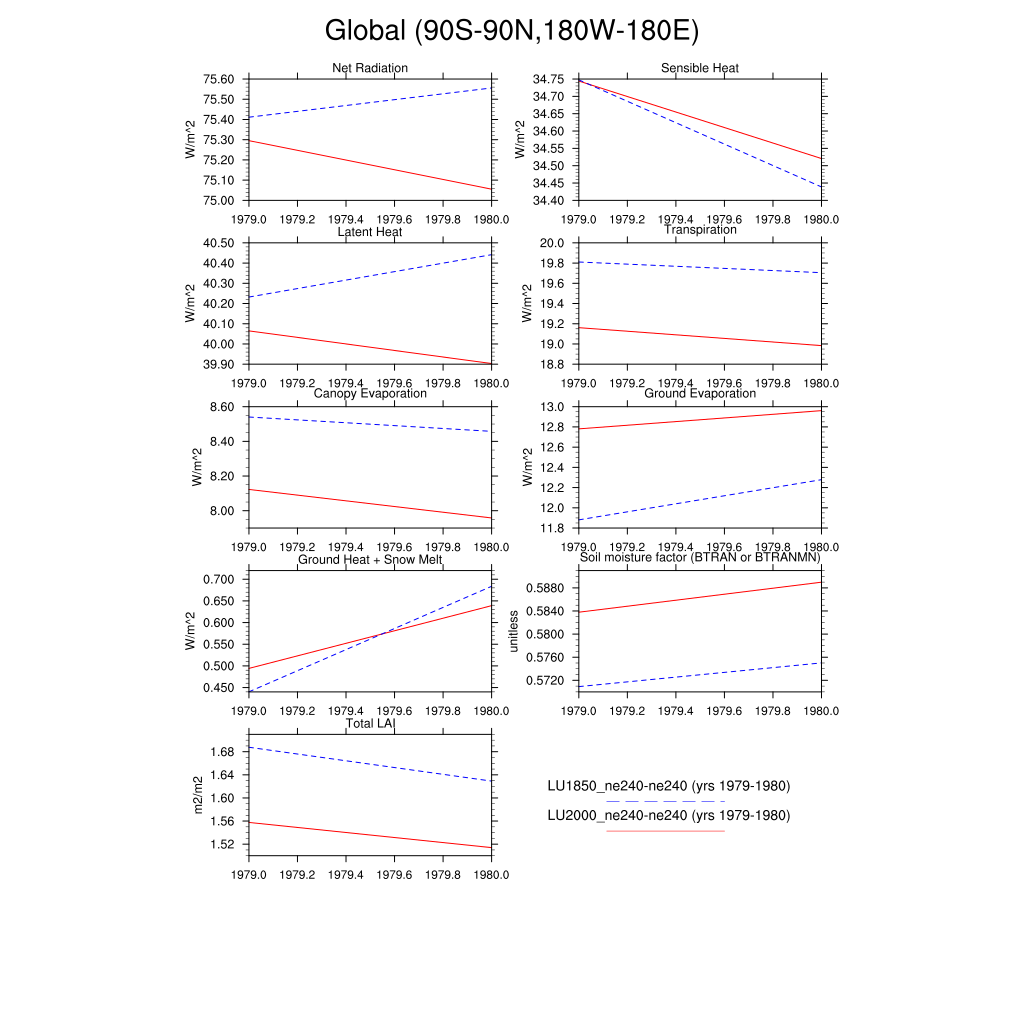 Global (90S-90N,180W-180E)
Net Radiation
75.60
75.50
75.40
75.30
75.20
75.10
75.00
W/m^2
1979.0 1979.2 1979.4 1979.6 1979.8 1980.0
Sensible Heat
34.75
34.70
34.65
34.60
34.55
34.50
34.45
34.40
W/m^2
1979.0 1979.2 1979.4 1979.6 1979.8 1980.0
Latent Heat
40.50
40.40
40.30
40.20
40.10
40.00
39.90
W/m^2
1979.0 1979.2 1979.4 1979.6 1979.8 1980.0
Transpiration
20.0
19.8
19.6
19.4
19.2
19.0
18.8
W/m^2
1979.0 1979.2 1979.4 1979.6 1979.8 1980.0
Canopy Evaporation
8.60
8.40
8.20
8.00
W/m^2
1979.0 1979.2 1979.4 1979.6 1979.8 1980.0
Ground Evaporation
13.0
12.8
12.6
12.4
12.2
12.0
11.8
W/m^2
1979.0 1979.2 1979.4 1979.6 1979.8 1980.0
Ground Heat + Snow Melt
0.700
0.650
0.600
0.550
0.500
0.450
W/m^2
1979.0 1979.2 1979.4 1979.6 1979.8 1980.0
Soil moisture factor (BTRAN or BTRANMN)
0.5880
0.5840
0.5800
0.5760
0.5720
unitless
1979.0 1979.2 1979.4 1979.6 1979.8 1980.0
Total LAI
1.68
1.64
1.60
1.56
1.52
m2/m2
1979.0 1979.2 1979.4 1979.6 1979.8 1980.0
LU1850_ne240-ne240 (yrs 1979-1980)
LU2000_ne240-ne240 (yrs 1979-1980)